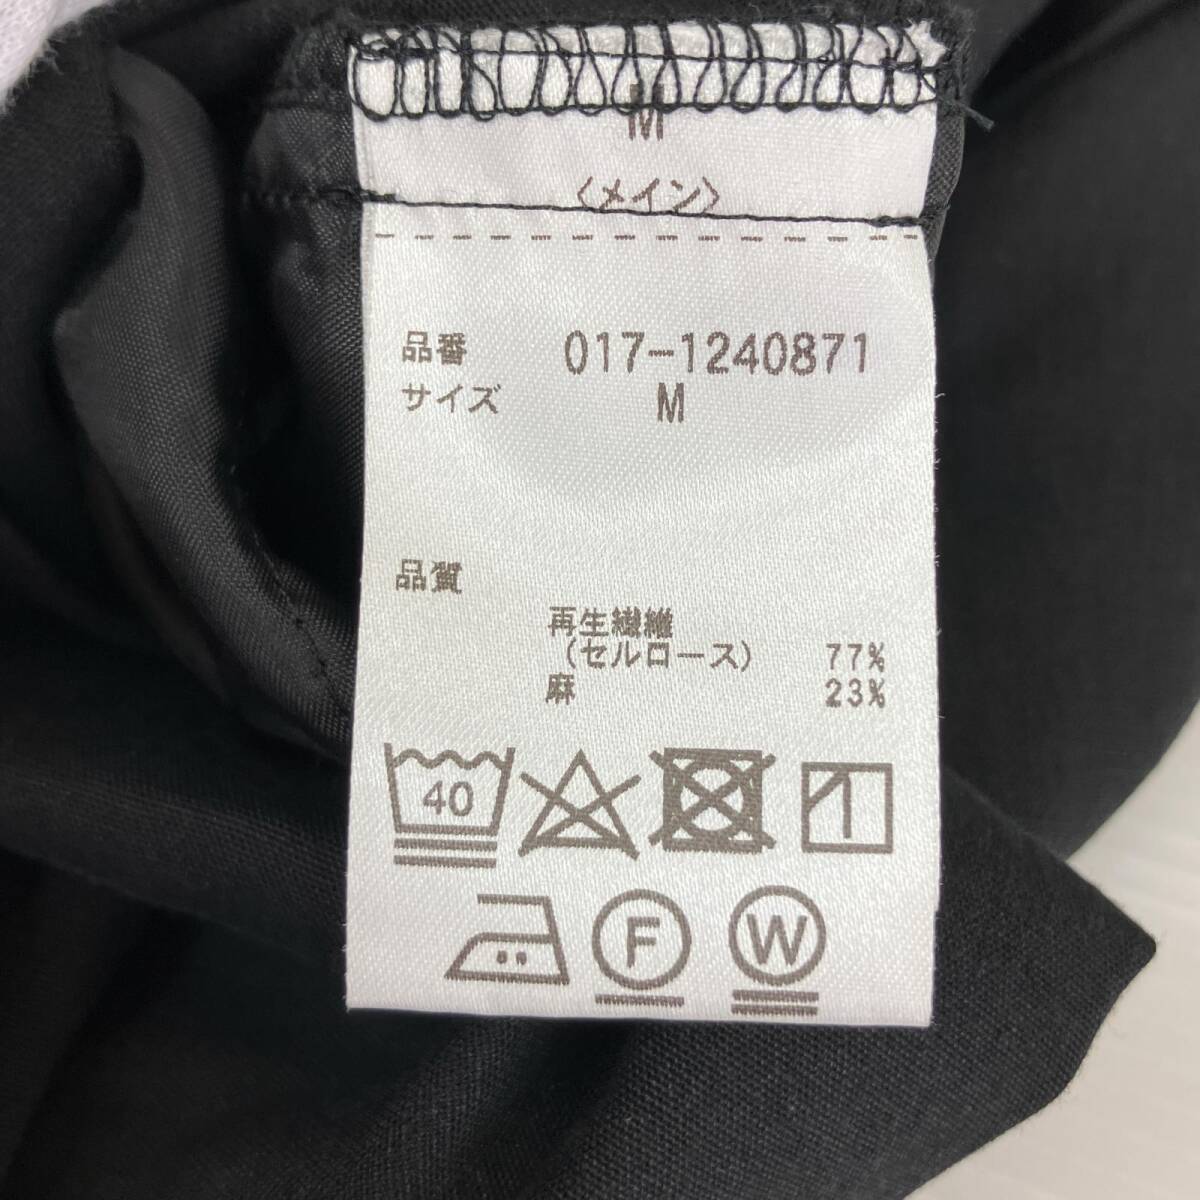 M
〈メイン〉
品番 017-1240871
サイズ M
品質
再生繊維
(セルロース) 77%
麻 23%
40
F
W